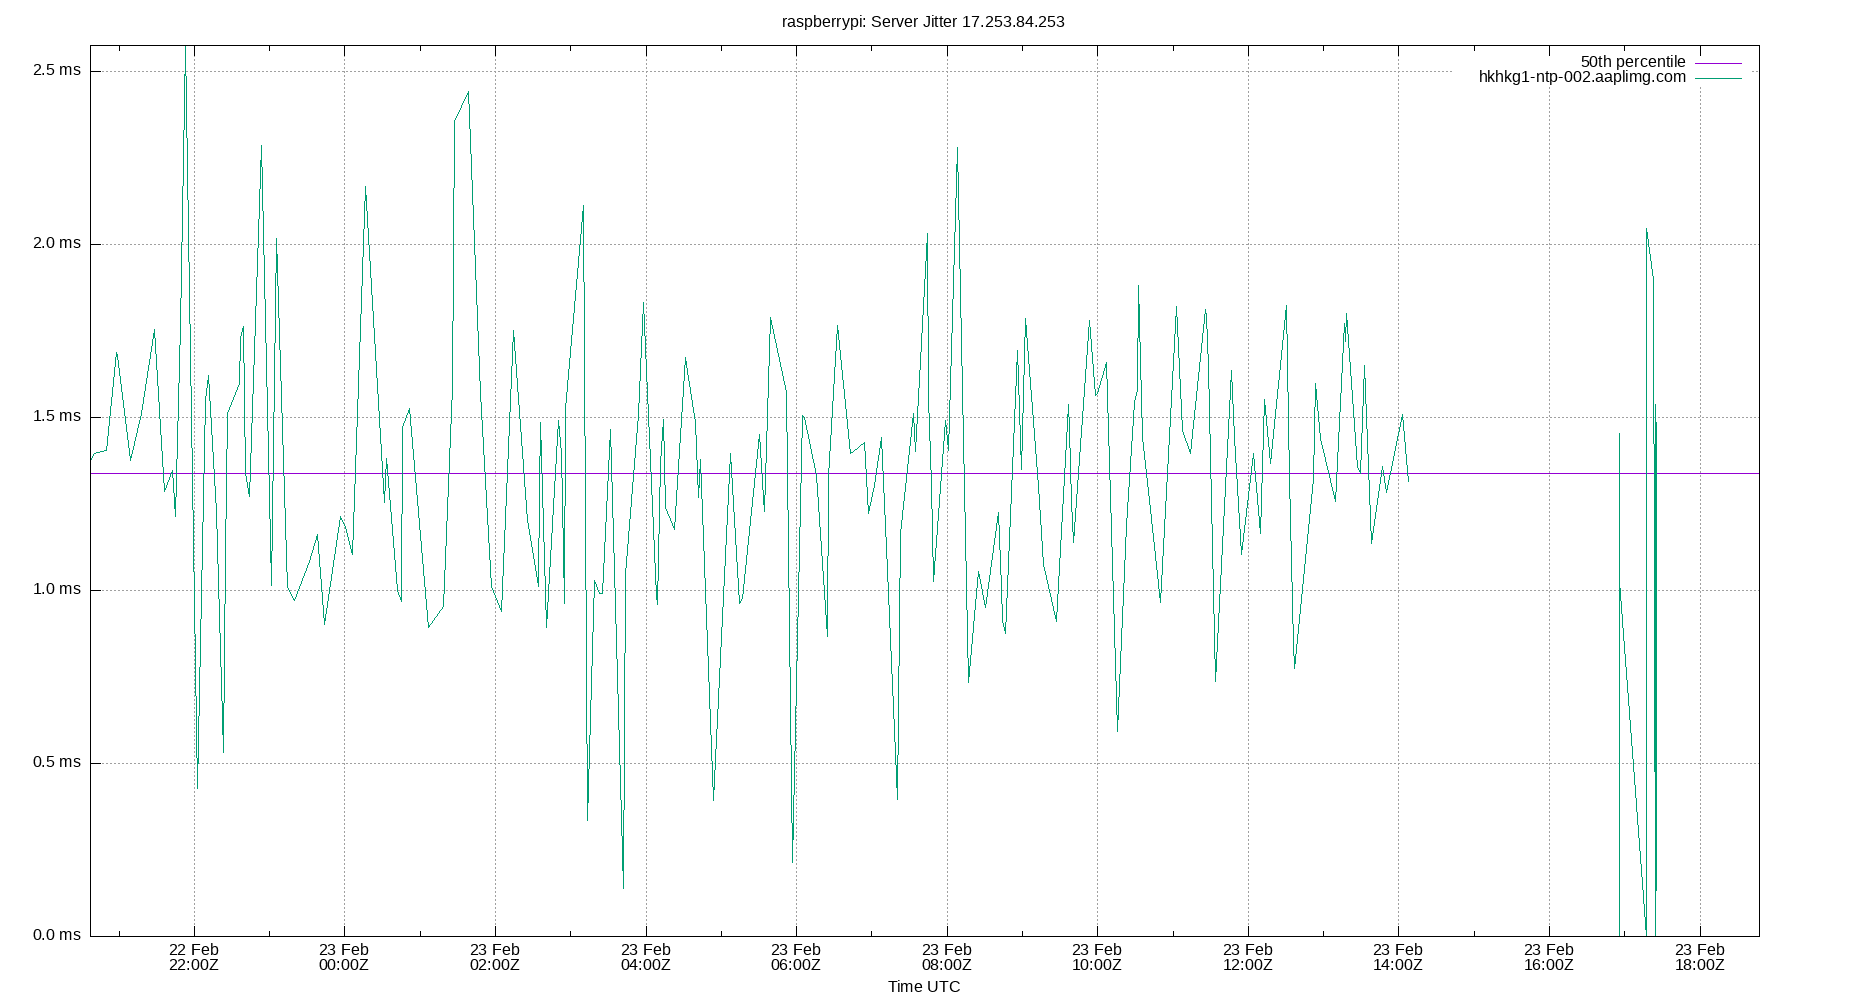 raspberrypi: Server Jitter 17.253.84.253
50th percentile
hkhkg1-ntp-002.aaplimg.com
2.5 ms
2.0 ms
1.5 ms
1.0 ms
0.5 ms
0.0 ms
22 Feb 23 Feb 23 Feb 23 Feb 23 Feb 23 Feb 23 Feb 23 Feb 23 Feb 23 Feb 23 Feb
22:00Z 00:00Z 02:00Z 04:00Z 06:00Z 08:00Z 10:00Z 12:00Z 14:00Z 16:00Z 18:00Z
Time UTC